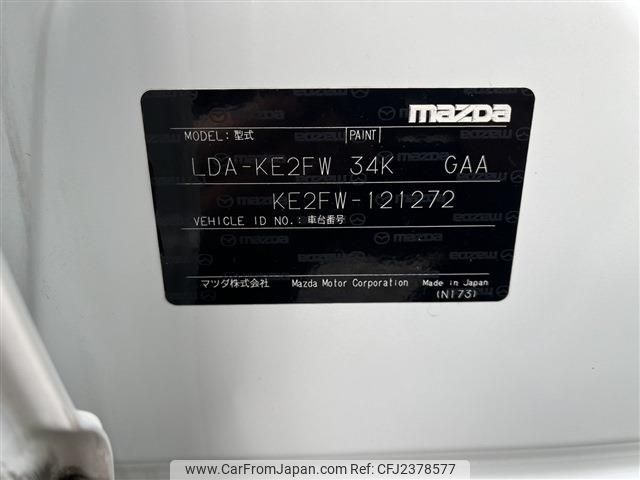 mazda
MODEL: 型式 PAINT
LDA-KE2FW 34K GAA
KE2FW-121272
VEHICLE ID NO.: 車台番号
マツダ株式会社 Mazda Motor Corporation Made in Japan
(N173)
www.CarFromJapan.com | CFJ2378577